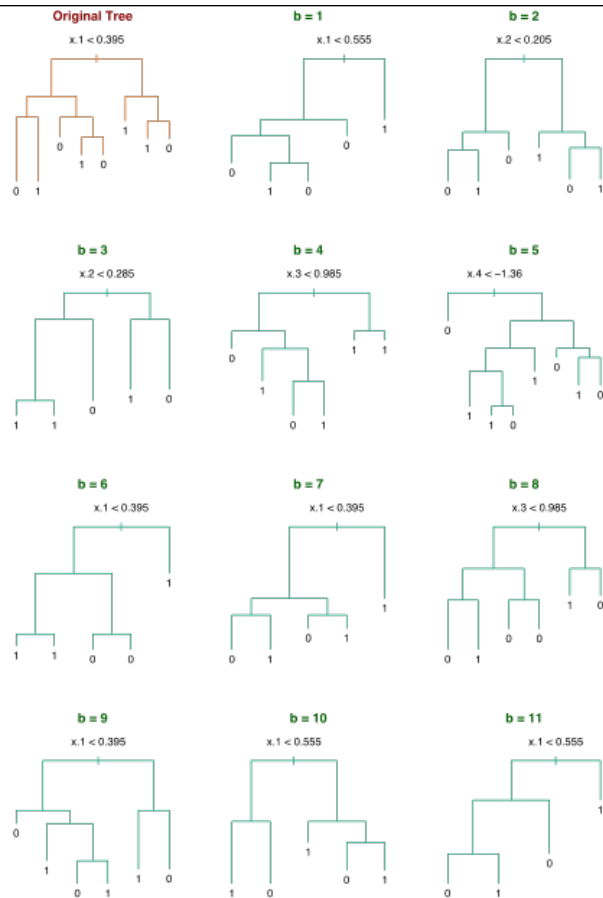 Original Tree
x.1 < 0.395
0 1 0 1 0 1 1 0
b = 1
x.1 < 0.555
0 1 0 0 1
b = 2
x.2 < 0.205
0 1 0 1 0 1
b = 3
x.2 < 0.285
1 1 0 1 0
b = 4
x.3 < 0.985
0 1 0 1 1 1
b = 5
x.4 < −1.36
0 1 1 0 1 0 1 0
b = 6
x.1 < 0.395
1 1 0 0 1
b = 7
x.1 < 0.395
0 1 0 1 1
b = 8
x.3 < 0.985
0 1 0 0 1 0
b = 9
x.1 < 0.395
0 1 0 1 1 0
b = 10
x.1 < 0.555
1 0 1 0 1
b = 11
x.1 < 0.555
0 1 0 1